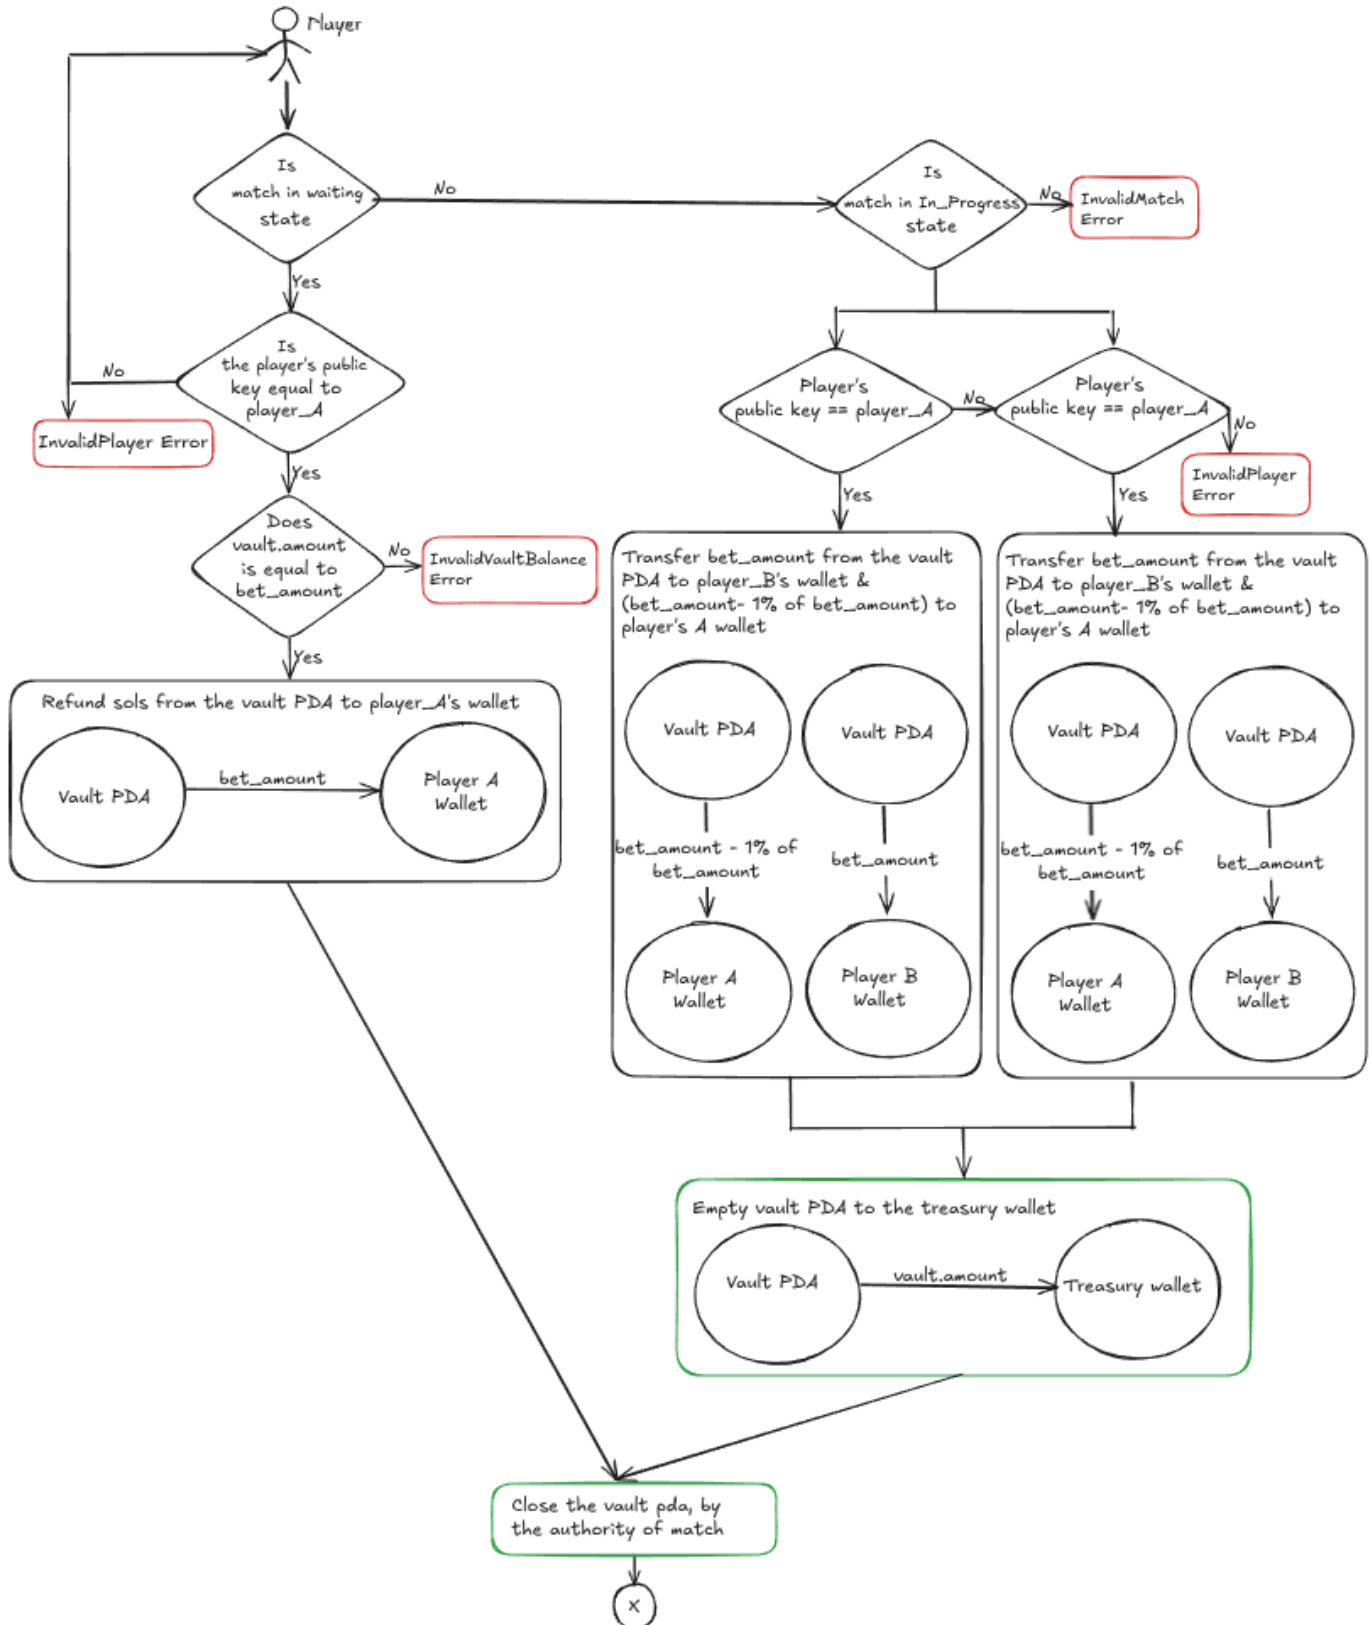 Player
Is
match in waiting
state
No
Is
match in In_Progress
state
No
InvalidMatch
Error
Yes
Is
the player's public
key equal to
player_A
No
InvalidPlayer Error
Yes
Player's
public key == player_A
No
Player's
public key == player_A
No
InvalidPlayer
Error
Yes
Yes
Does
vault.amount
is equal to
bet_amount
No
InvalidVaultBalance
Error
Yes
Refund sols from the vault PDA to player_A's wallet
Vault PDA
bet_amount
Player A
Wallet
Transfer bet_amount from the vault
PDA to player_B's wallet &
(bet_amount- 1% of bet_amount) to
player's A wallet
Vault PDA
Vault PDA
bet_amount - 1% of
bet_amount
bet_amount
Player A
Wallet
Player B
Wallet
Transfer bet_amount from the vault
PDA to player_B's wallet &
(bet_amount- 1% of bet_amount) to
player's A wallet
Vault PDA
Vault PDA
bet_amount - 1% of
bet_amount
bet_amount
Player A
Wallet
Player B
Wallet
Empty vault PDA to the treasury wallet
Vault PDA
vault.amount
Treasury wallet
Close the vault pda, by
the authority of match
X